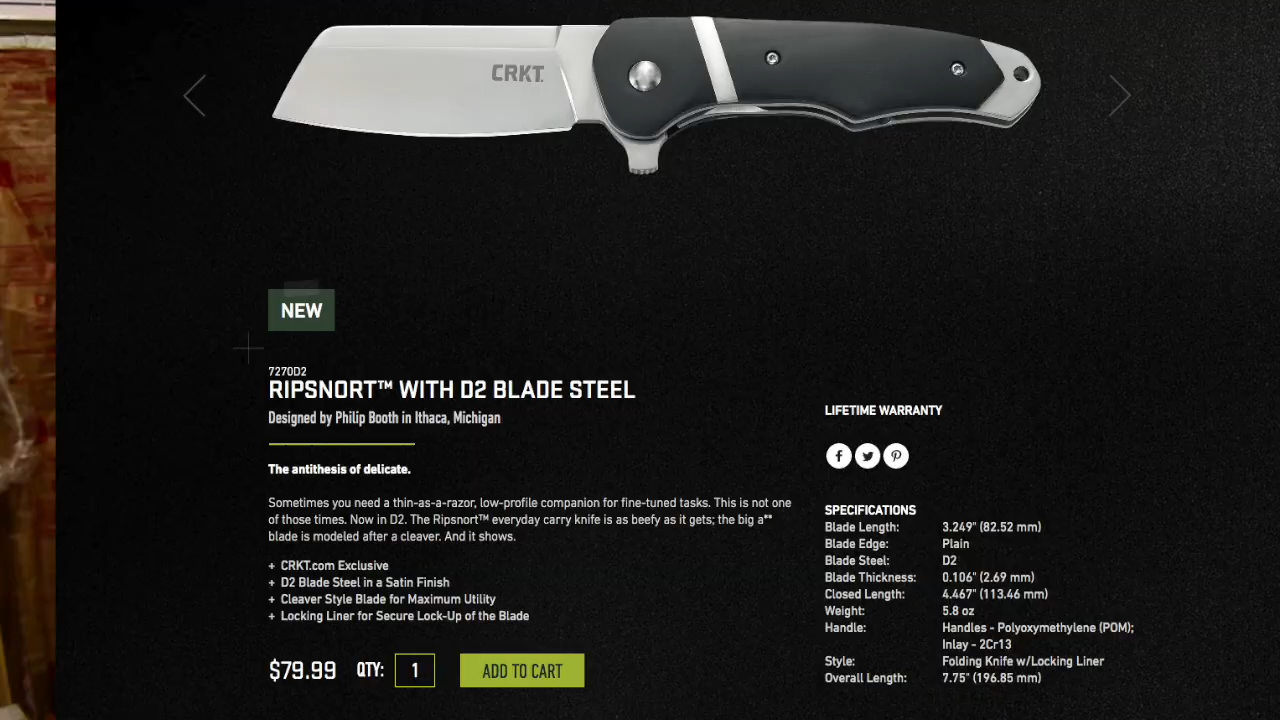 CRKT
NEW
7270D2
RIPSNORT™ WITH D2 BLADE STEEL
Designed by Philip Booth in Ithaca, Michigan
The antithesis of delicate.
Sometimes you need a thin-as-a-razor, low-profile companion for fine-tuned tasks. This is not one
of those times. Now in D2. The Ripsnort™ everyday carry knife is as beefy as it gets; the big a**
blade is modeled after a cleaver. And it shows.
+ CRKT.com Exclusive
+ D2 Blade Steel in a Satin Finish
+ Cleaver Style Blade for Maximum Utility
+ Locking Liner for Secure Lock-Up of the Blade
$79.99 QTY: 1 ADD TO CART
LIFETIME WARRANTY
SPECIFICATIONS
Blade Length: 3.249" (82.52 mm)
Blade Edge: Plain
Blade Steel: D2
Blade Thickness: 0.106" (2.69 mm)
Closed Length: 4.467" (113.46 mm)
Weight: 5.8 oz
Handle: Handles - Polyoxymethylene (POM);
Inlay - 2Cr13
Style: Folding Knife w/Locking Liner
Overall Length: 7.75" (196.85 mm)